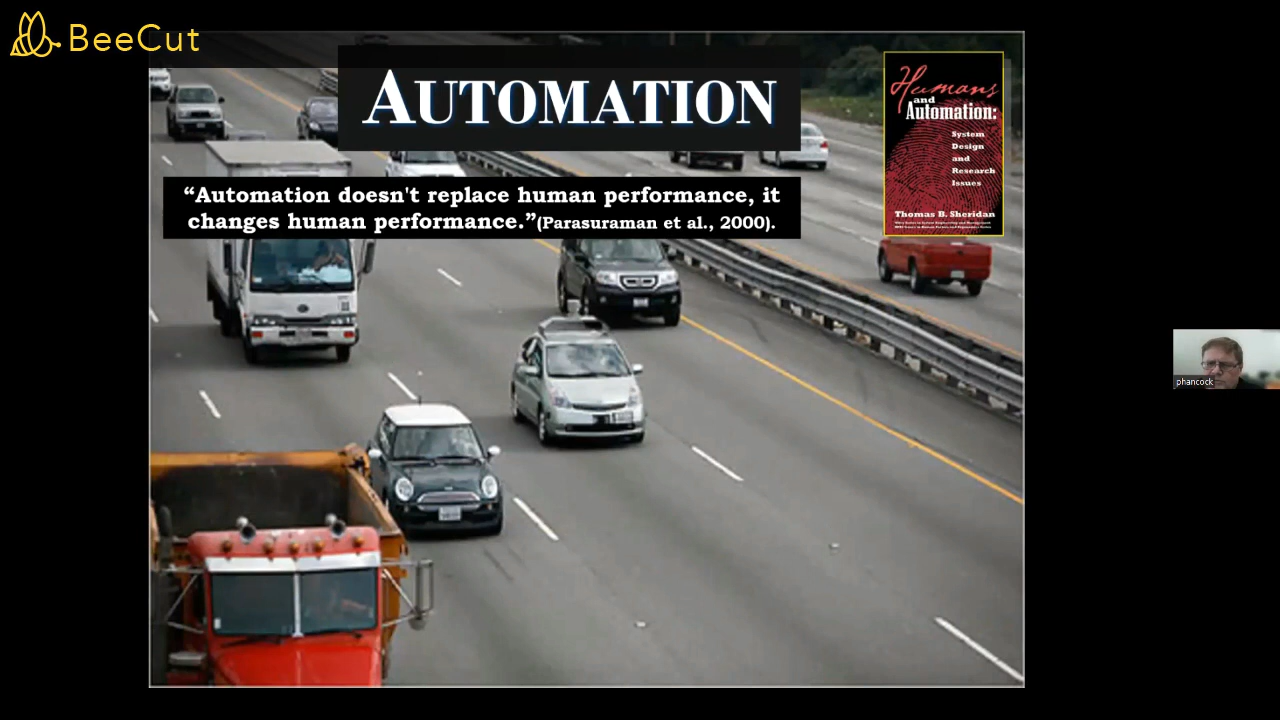 BeeCut
AUTOMATION
“Automation doesn't replace human performance, it
changes human performance.”(Parasuraman et al., 2000).
Humans
and
Automation:
System
Design
and
Research
Issues
Thomas B. Sheridan
phancock